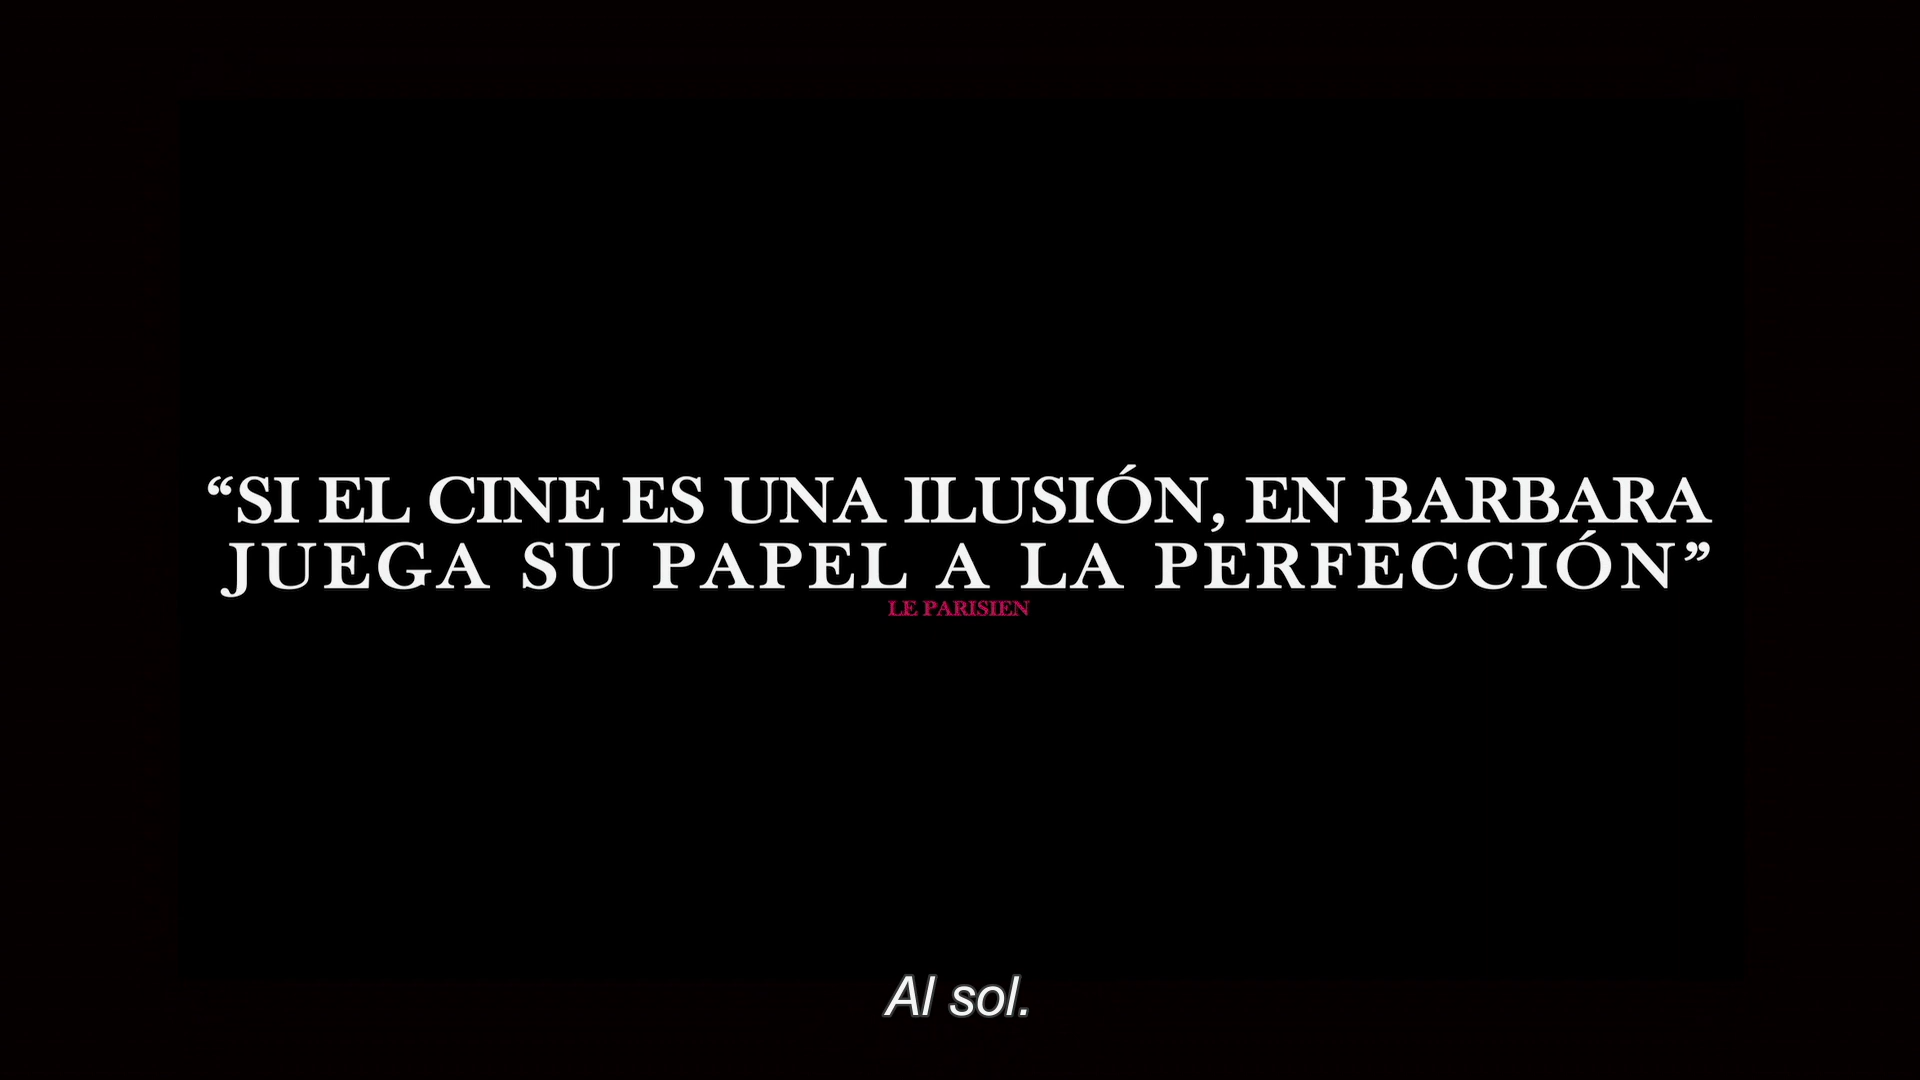 “SI EL CINE ES UNA ILUSIÓN, EN BARBARA
JUEGA SU PAPEL A LA PERFECCIÓN”
LE PARISIEN
Al sol.